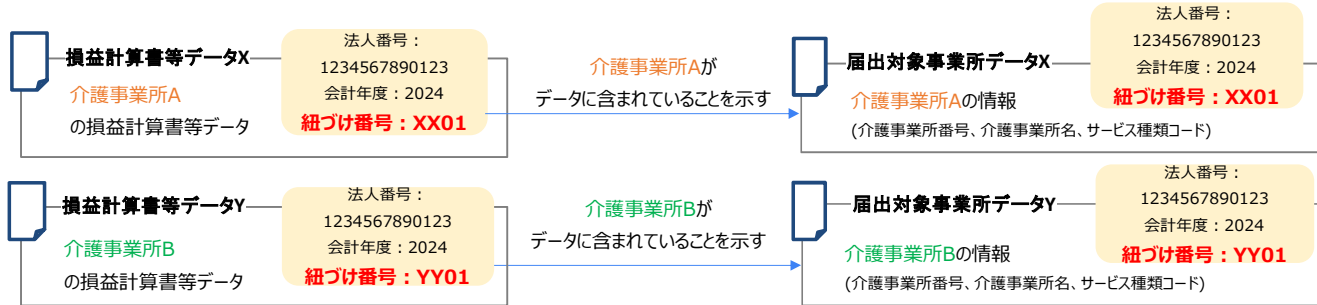 損益計算書等データX
法人番号：
1234567890123
会計年度：2024
紐づけ番号：XX01
介護事業所A
の損益計算書等データ
介護事業所Aが
データに含まれていることを示す
届出対象事業所データX
法人番号：
1234567890123
会計年度：2024
紐づけ番号：XX01
介護事業所Aの情報
(介護事業所番号、介護事業所名、サービス種類コード)
損益計算書等データY
法人番号：
1234567890123
会計年度：2024
紐づけ番号：YY01
介護事業所B
の損益計算書等データ
介護事業所Bが
データに含まれていることを示す
届出対象事業所データY
法人番号：
1234567890123
会計年度：2024
紐づけ番号：YY01
介護事業所Bの情報
(介護事業所番号、介護事業所名、サービス種類コード)